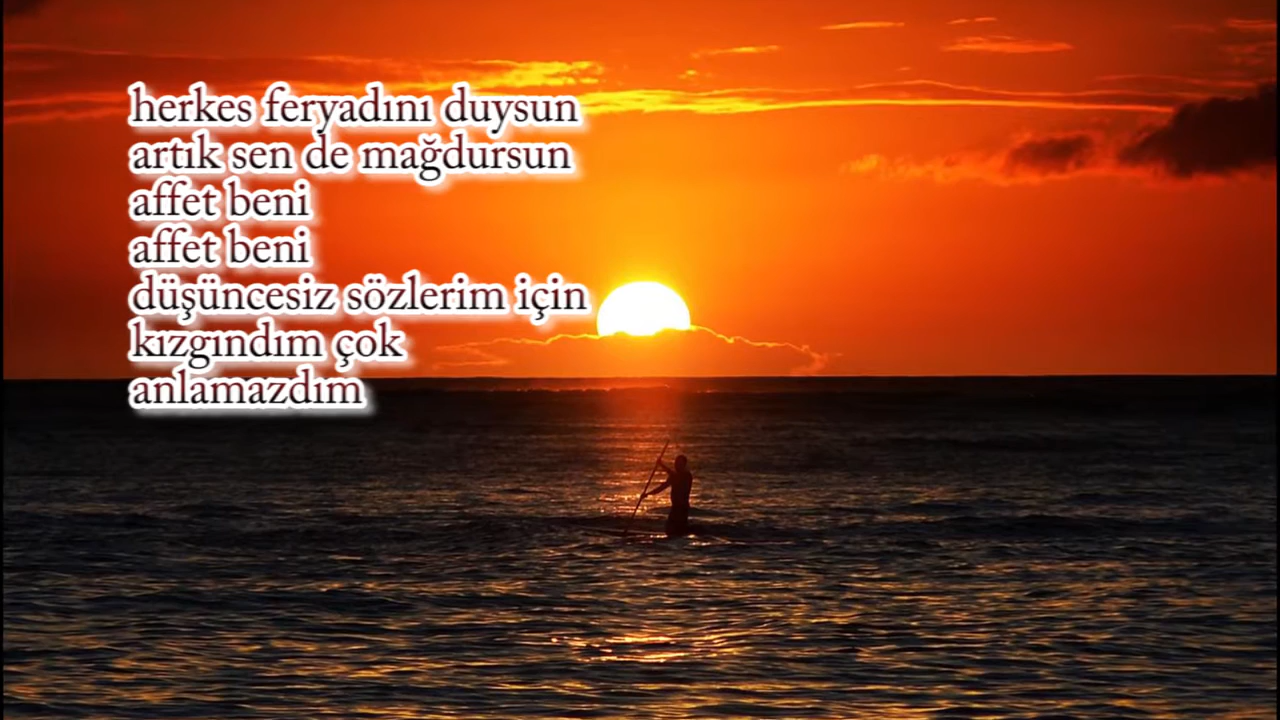 herkes feryadını duysun
artık sen de mağdursun
affet beni
affet beni
düşüncesiz sözlerim için
kızgındım çok
anlamazdım